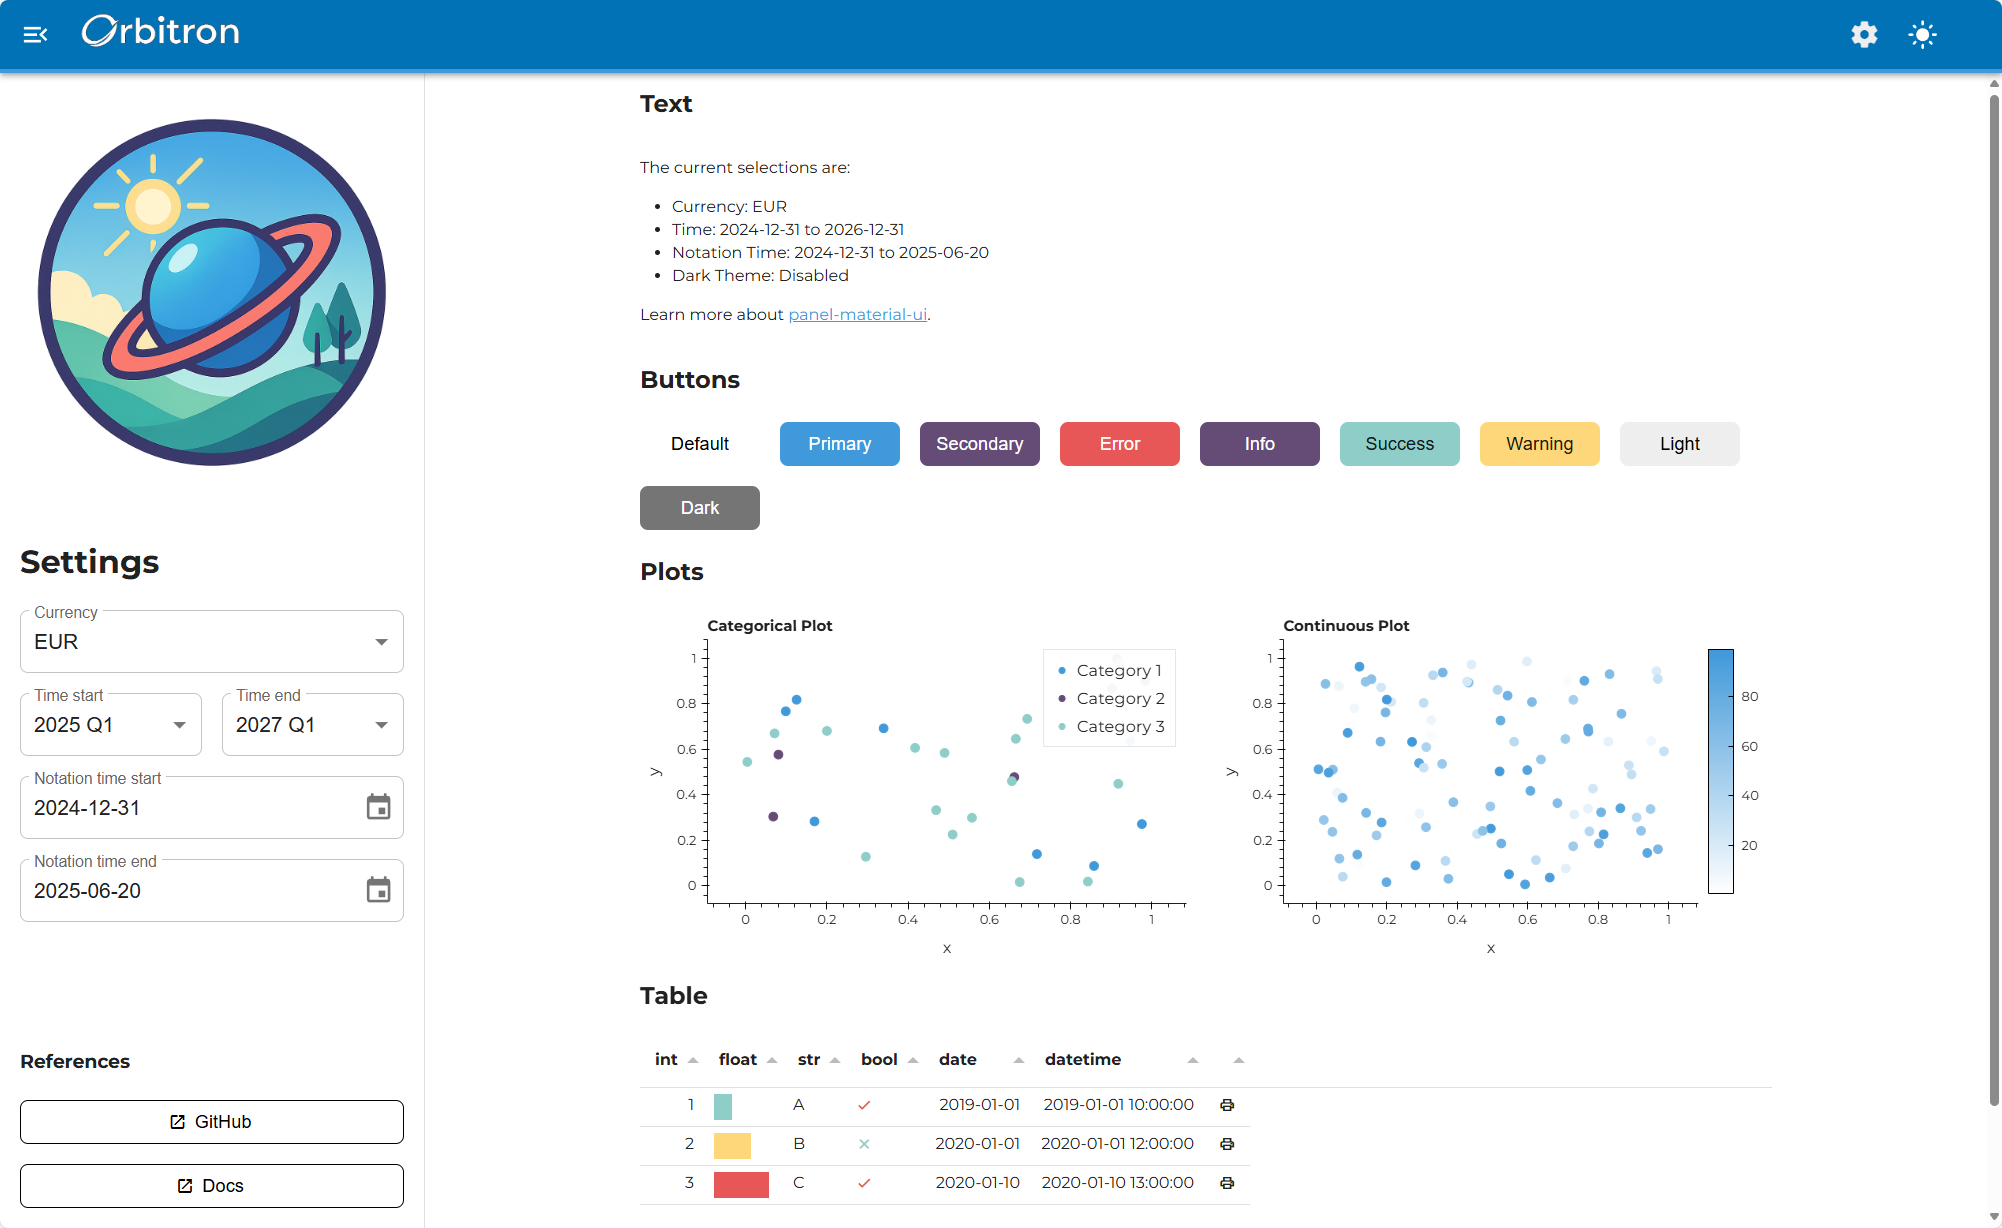 Orbitron
Settings
Currency
EUR
Time start
2025 Q1
Time end
2027 Q1
Notation time start
2024-12-31
Notation time end
2025-06-20
References
GitHub
Docs
Text
The current selections are:
Currency: EUR
Time: 2024-12-31 to 2026-12-31
Notation Time: 2024-12-31 to 2025-06-20
Dark Theme: Disabled
Learn more about panel-material-ui.
Buttons
Default Primary Secondary Error Info Success Warning Light
Dark
Plots
Categorical Plot
Category 1
Category 2
Category 3
1
0.8
0.6
0.4
0.2
0
y
0 0.2 0.4 0.6 0.8 1
x
Continuous Plot
1
0.8
0.6
0.4
0.2
0
y
0 0.2 0.4 0.6 0.8 1
x
80
60
40
20
Table
int float str bool date datetime
1 A 2019-01-01 2019-01-01 10:00:00
2 B 2020-01-01 2020-01-01 12:00:00
3 C 2020-01-10 2020-01-10 13:00:00